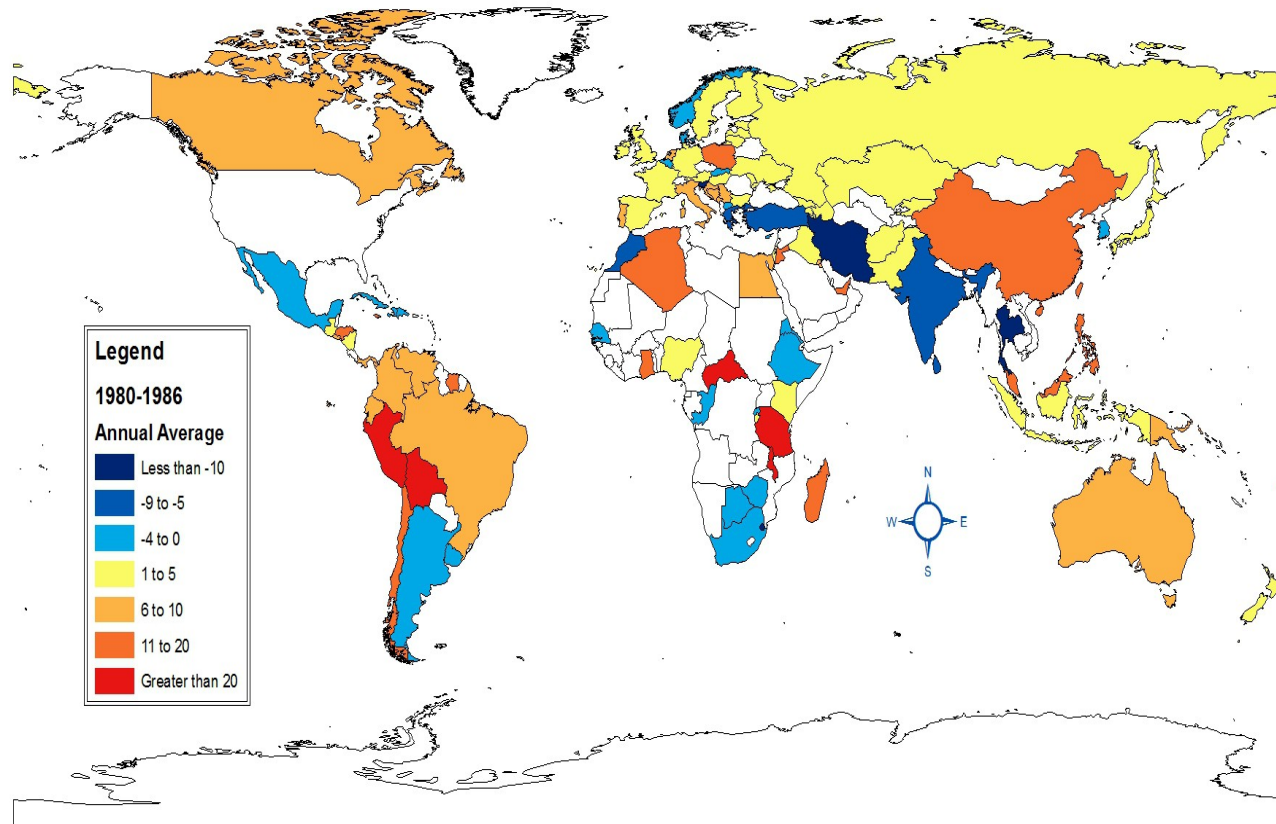 Legend
1980-1986
Annual Average
Less than -10
-9 to -5
-4 to 0
1 to 5
6 to 10
11 to 20
Greater than 20
N
W E
S